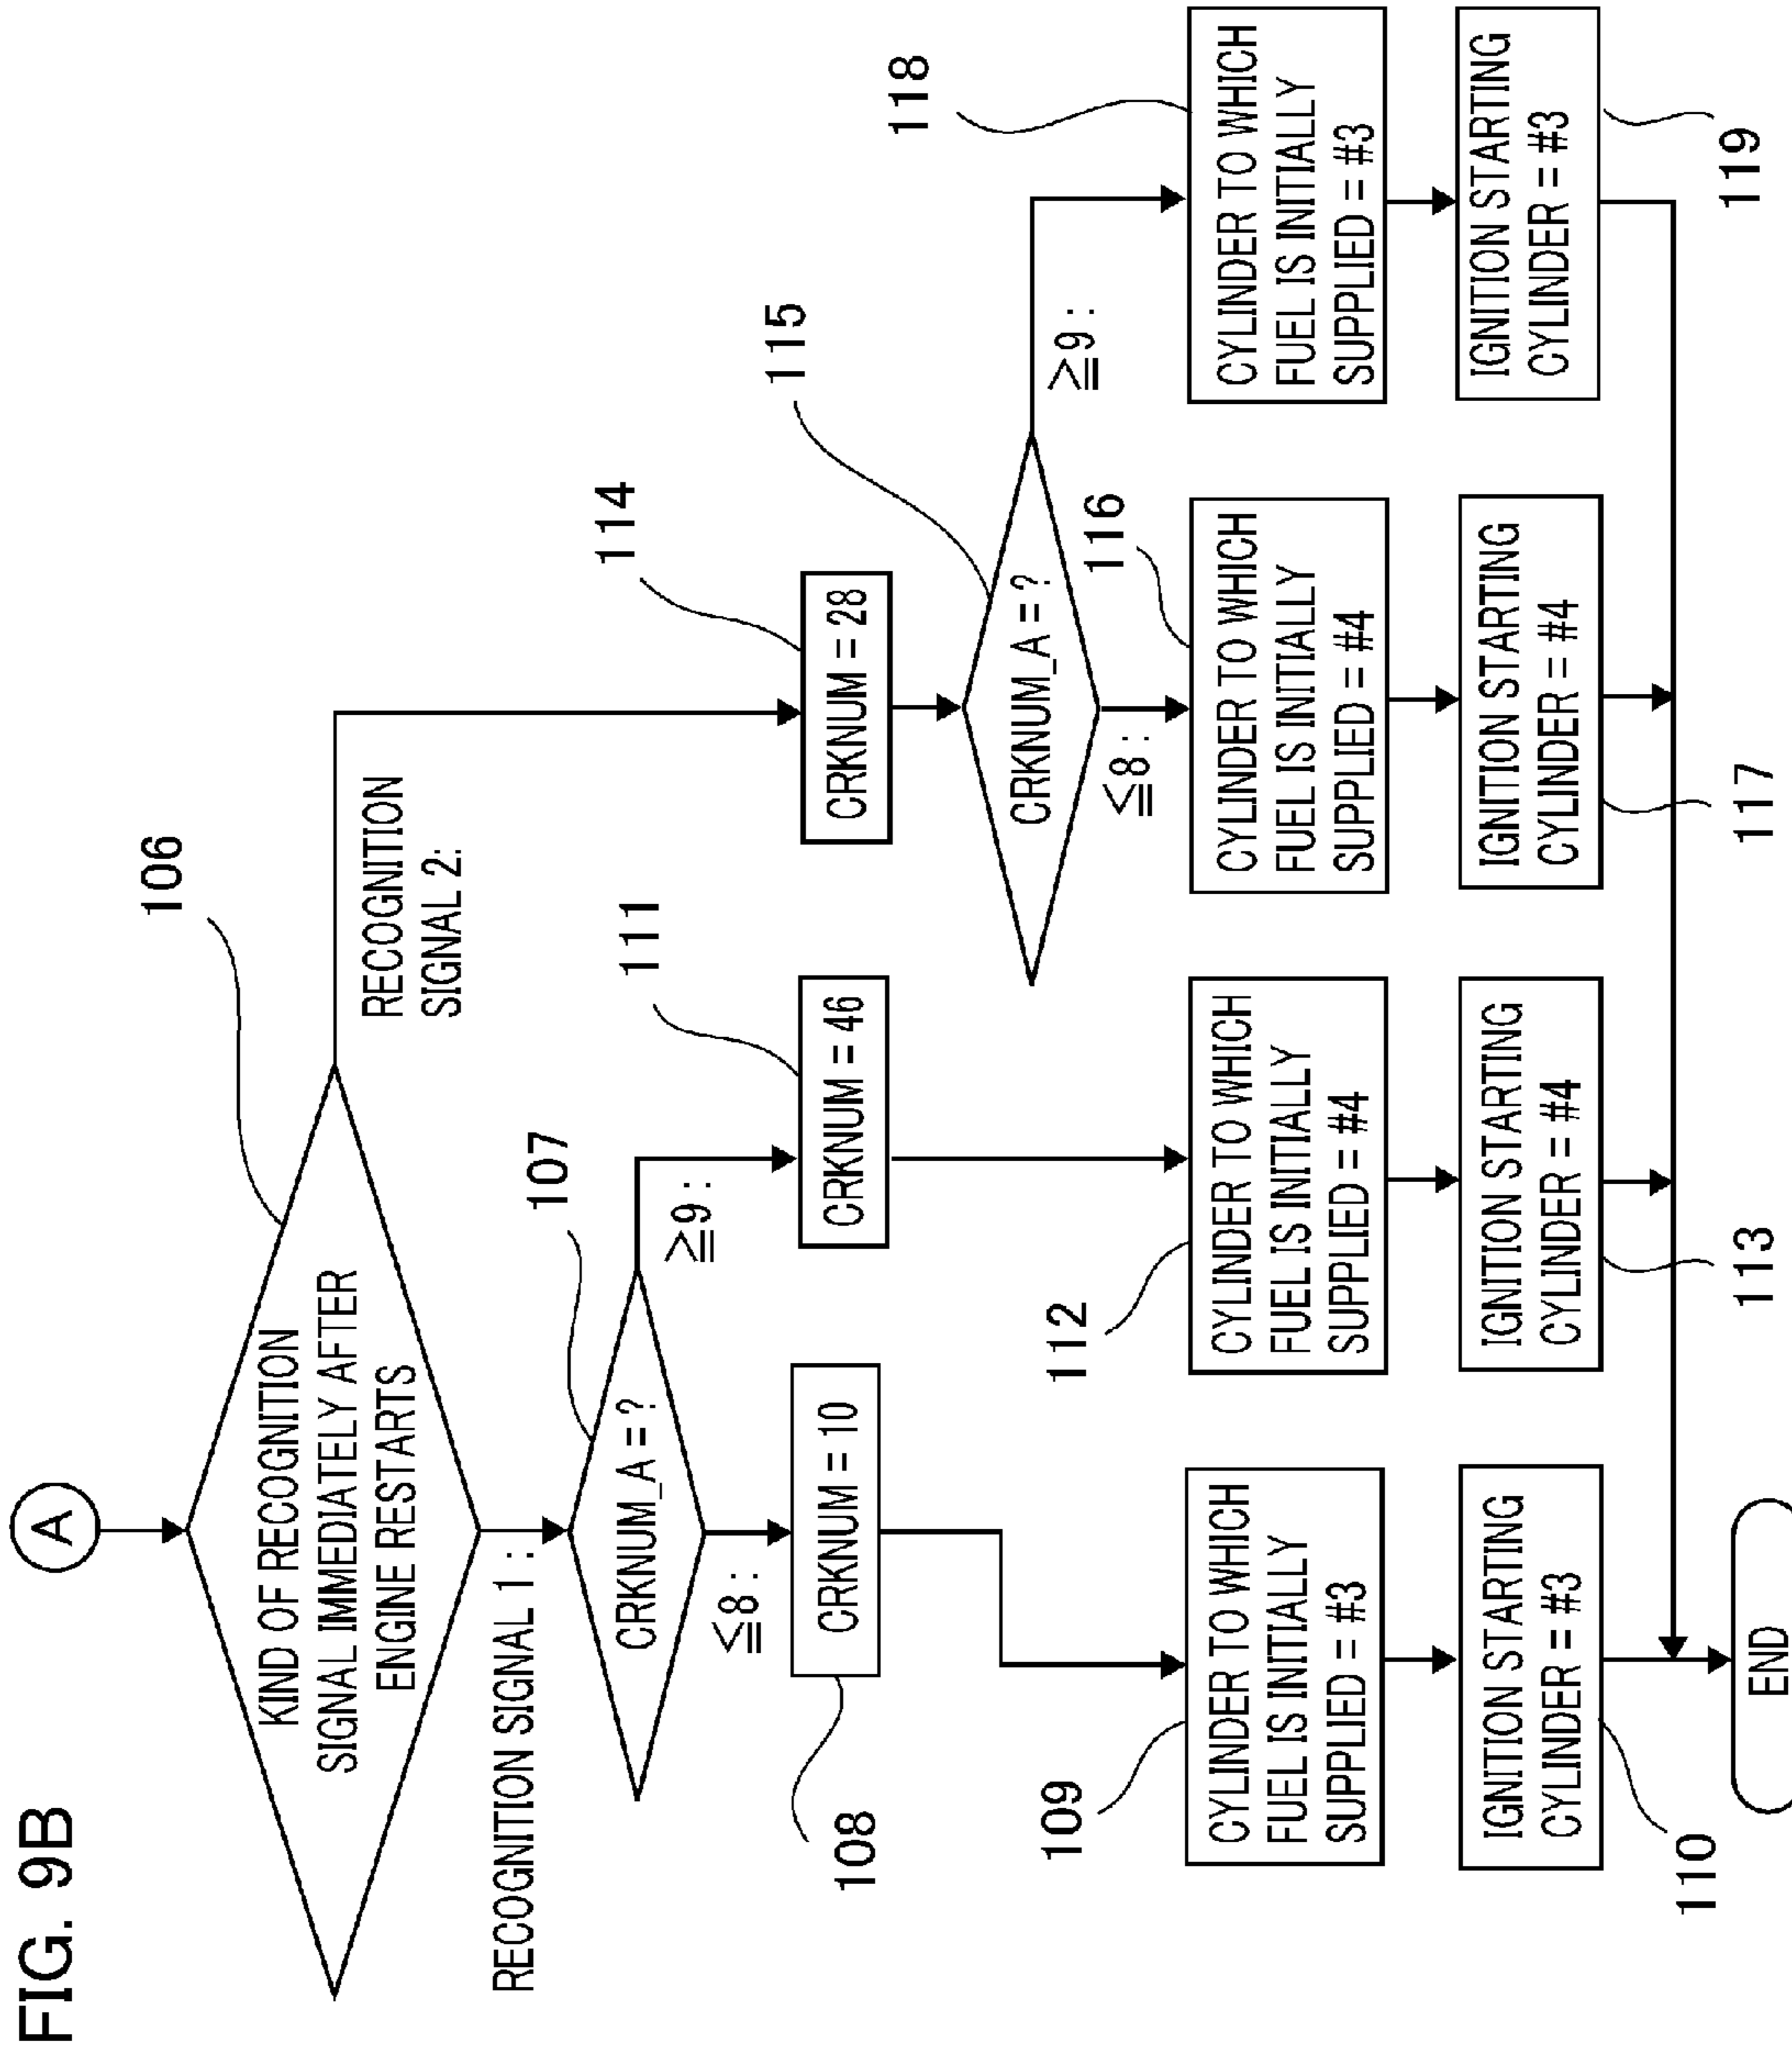 FIG. 9B
A
KIND OF RECOGNITION
SIGNAL IMMEDIATELY AFTER
ENGINE RESTARTS
106
RECOGNITION SIGNAL 1 :
RECOGNITION
SIGNAL 2:
CRKNUM_A = ?
107
≦8 :
≧9 :
CRKNUM = 10
108
CRKNUM = 46
111
CRKNUM = 28
114
CRKNUM_A = ?
115
≦8 :
≧9 :
109
CYLINDER TO WHICH
FUEL IS INITIALLY
SUPPLIED = #3
112
CYLINDER TO WHICH
FUEL IS INITIALLY
SUPPLIED = #4
116
CYLINDER TO WHICH
FUEL IS INITIALLY
SUPPLIED = #4
118
CYLINDER TO WHICH
FUEL IS INITIALLY
SUPPLIED = #3
IGNITION STARTING
CYLINDER = #3
110
IGNITION STARTING
CYLINDER = #4
113
IGNITION STARTING
CYLINDER = #4
117
IGNITION STARTING
CYLINDER = #3
119
END